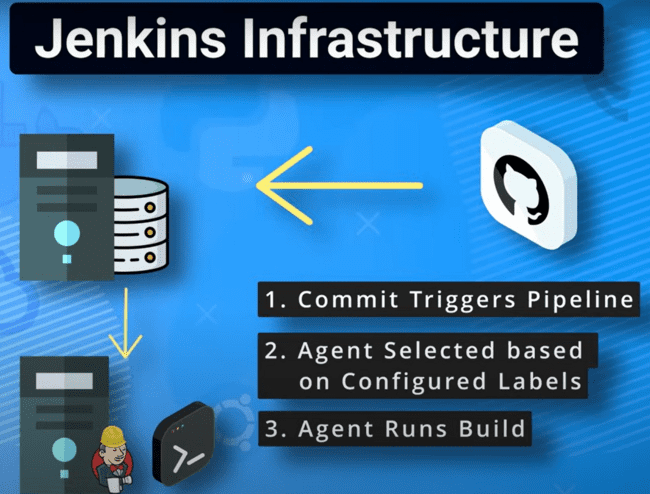 Jenkins Infrastructure
1. Commit Triggers Pipeline
2. Agent Selected based
on Configured Labels
3. Agent Runs Build